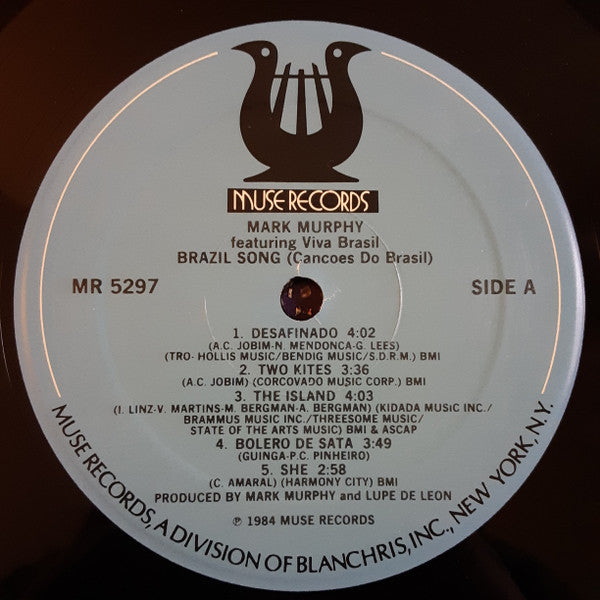 MUSE RECORDS
MARK MURPHY
featuring Viva Brasil
BRAZIL SONG (Cancoes Do Brasil)
MR 5297
SIDE A
1. DESAFINADO 4:02
(A.C. JOBIM-N. MENDONCA-G. LEES)
(TRO- HOLLIS MUSIC/BENDIG MUSIC/S.D.R.M.) BMI
2. TWO KITES 3:36
(A.C. JOBIM) (CORCOVADO MUSIC CORP.) BMI
3. THE ISLAND 4:03
(I. LINZ-V. MARTINS-M. BERGMAN-A. BERGMAN) (KIDADA MUSIC INC./
BRAMMUS MUSIC INC./THREESOME MUSIC/
STATE OF THE ARTS MUSIC) BMI & ASCAP
4. BOLERO DE SATA 3:49
(GUINGA-P.C. PINHEIRO)
5. SHE 2:58
(C. AMARAL) (HARMONY CITY) BMI
PRODUCED BY MARK MURPHY and LUPE DE LEON
℗ 1984 MUSE RECORDS
MUSE RECORDS, A DIVISION OF BLANCHRIS, INC., NEW YORK, N.Y.